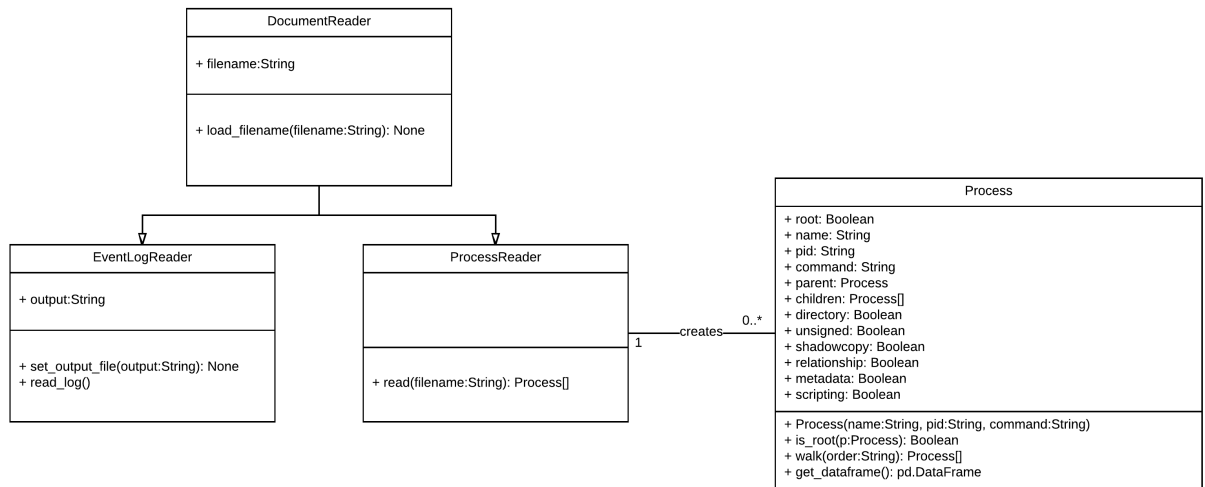 DocumentReader
+ filename:String
+ load_filename(filename:String): None
EventLogReader
+ output:String
+ set_output_file(output:String): None
+ read_log()
ProcessReader
+ read(filename:String): Process[]
1
creates
0..*
Process
+ root: Boolean
+ name: String
+ pid: String
+ command: String
+ parent: Process
+ children: Process[]
+ directory: Boolean
+ unsigned: Boolean
+ shadowcopy: Boolean
+ relationship: Boolean
+ metadata: Boolean
+ scripting: Boolean
+ Process(name:String, pid:String, command:String)
+ is_root(p:Process): Boolean
+ walk(order:String): Process[]
+ get_dataframe(): pd.DataFrame